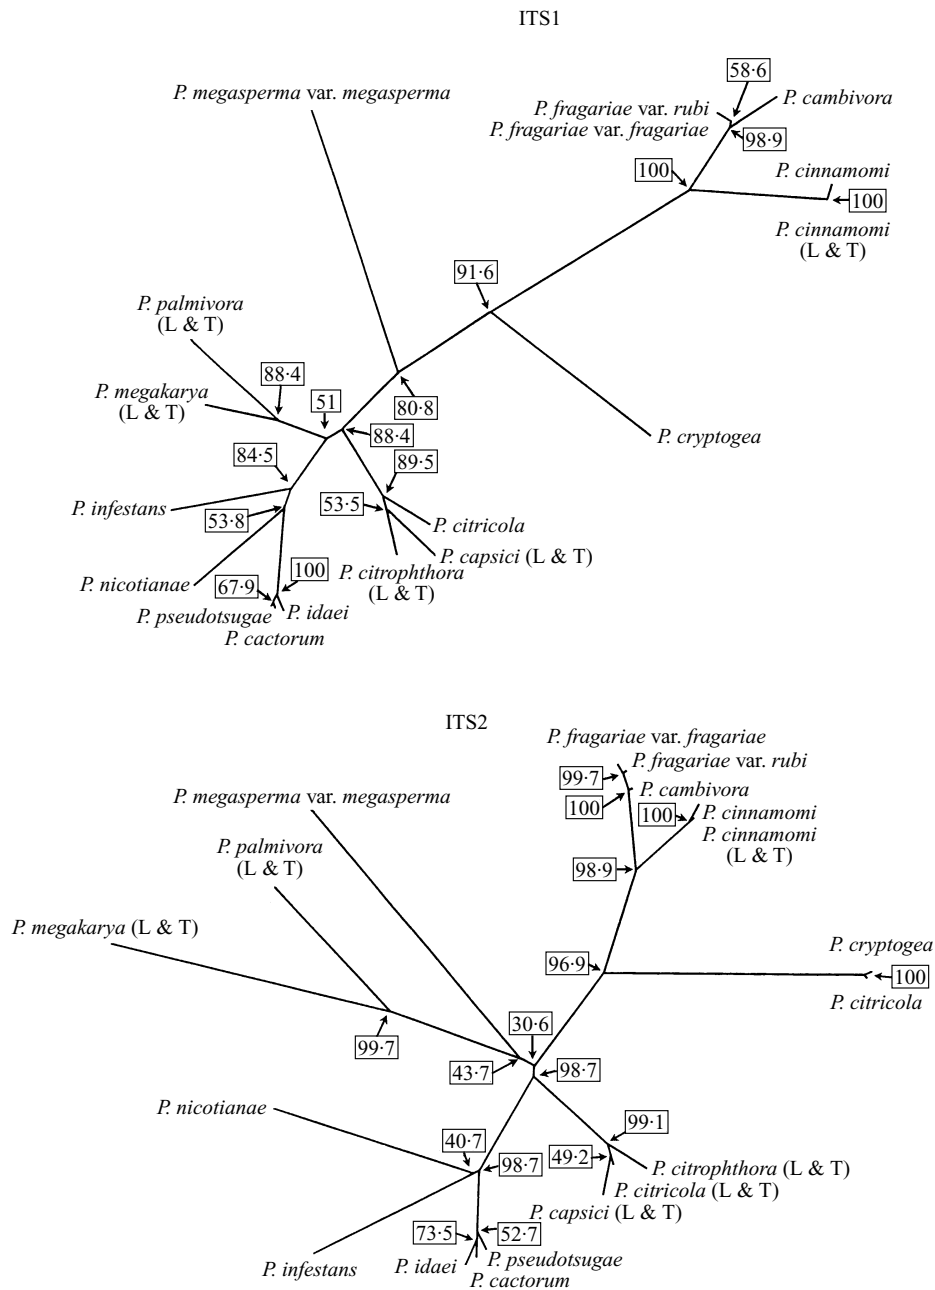 ITS1
58·6
P. megasperma var. megasperma
P. cambivora
P. fragariae var. rubi
P. fragariae var. fragariae
98·9
100
P. cinnamomi
100
P. cinnamomi
(L & T)
91·6
P. palmivora
(L & T)
88·4
P. megakarya
(L & T)
51
80·8
88·4
P. cryptogea
84·5
89·5
P. infestans
53·8
53·5
P. citricola
P. capsici (L & T)
100
P. citrophthora
(L & T)
P. nicotianae
67·9
P. pseudotsugae
P. idaei
P. cactorum
ITS2
P. fragariae var. fragariae
P. fragariae var. rubi
99·7
P. cambivora
P. megasperma var. megasperma
100
100
P. cinnamomi
P. cinnamomi
(L & T)
P. palmivora
(L & T)
98·9
P. megakarya (L & T)
P. cryptogea
96·9
100
P. citricola
30·6
99·7
43·7
98·7
P. nicotianae
99·1
40·7
98·7
49·2
P. citrophthora (L & T)
P. citricola (L & T)
P. capsici (L & T)
73·5
52·7
P. infestans
P. idaei
P. pseudotsugae
P. cactorum